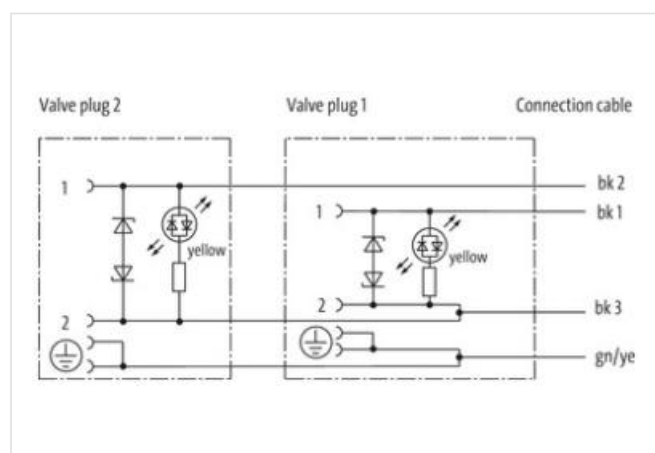 Valve plug 2 Valve plug 1 Connection cable
1 bk 2
1 bk 1
yellow yellow
2 bk 3
2
gn/ye